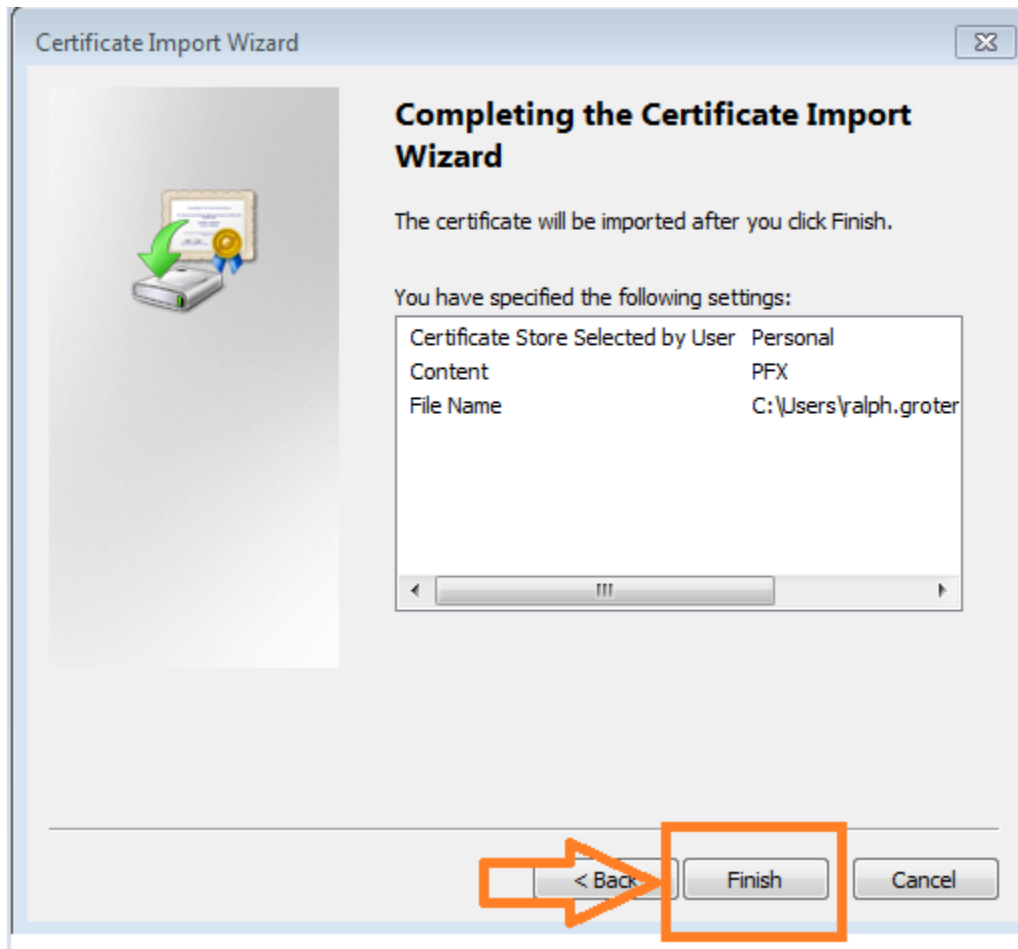 Certificate Import Wizard
Completing the Certificate Import
Wizard
The certificate will be imported after you click Finish.
You have specified the following settings:
Certificate Store Selected by User Personal
Content PFX
File Name C:\Users\ralph.groter
< Back
Finish
Cancel